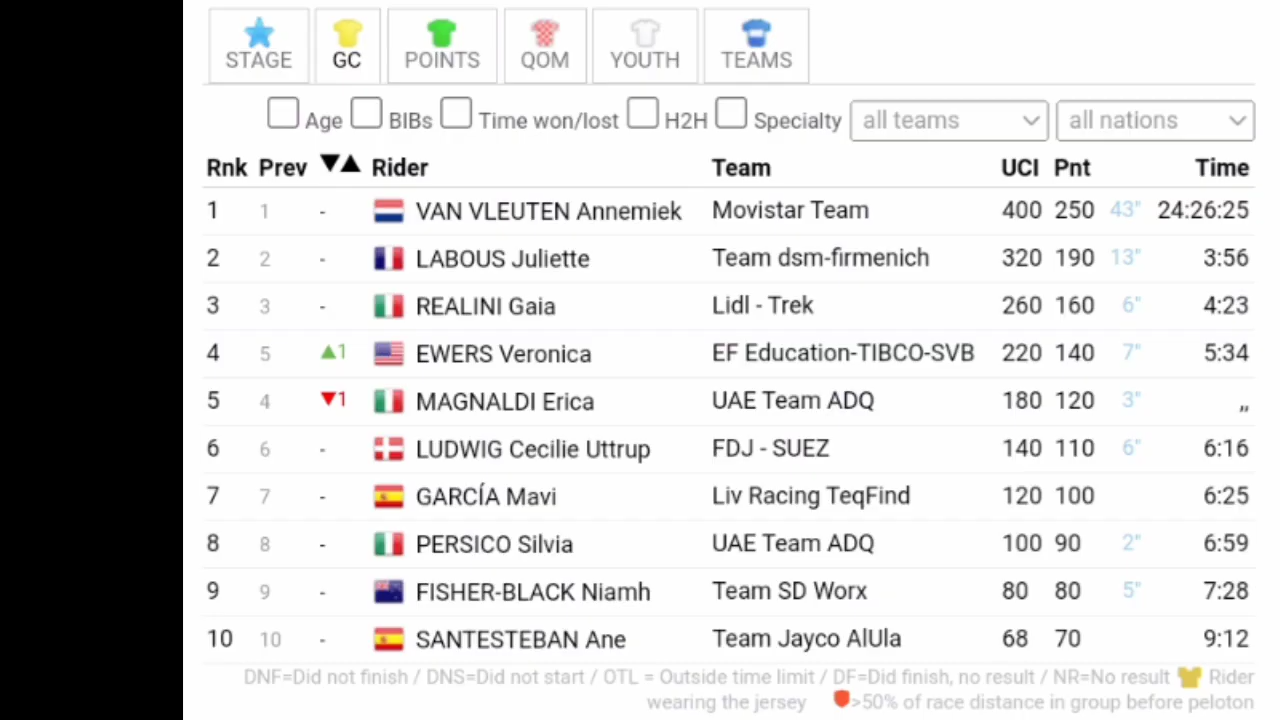 STAGE GC POINTS QOM YOUTH TEAMS
Age BIBs Time won/lost H2H Specialty all teams all nations
Rnk Prev ▼▲ Rider Team UCI Pnt Time
1 1 - VAN VLEUTEN Annemiek Movistar Team 400 250 43" 24:26:25
2 2 - LABOUS Juliette Team dsm-firmenich 320 190 13" 3:56
3 3 - REALINI Gaia Lidl - Trek 260 160 6" 4:23
4 5 ▲1 EWERS Veronica EF Education-TIBCO-SVB 220 140 7" 5:34
5 4 ▼1 MAGNALDI Erica UAE Team ADQ 180 120 3" ,,
6 6 - LUDWIG Cecilie Uttrup FDJ - SUEZ 140 110 6" 6:16
7 7 - GARCÍA Mavi Liv Racing TeqFind 120 100 6:25
8 8 - PERSICO Silvia UAE Team ADQ 100 90 2" 6:59
9 9 - FISHER-BLACK Niamh Team SD Worx 80 80 5" 7:28
10 10 - SANTESTEBAN Ane Team Jayco AlUla 68 70 9:12
DNF=Did not finish / DNS=Did not start / OTL = Outside time limit / DF=Did finish, no result / NR=No result Rider
wearing the jersey >50% of race distance in group before peloton